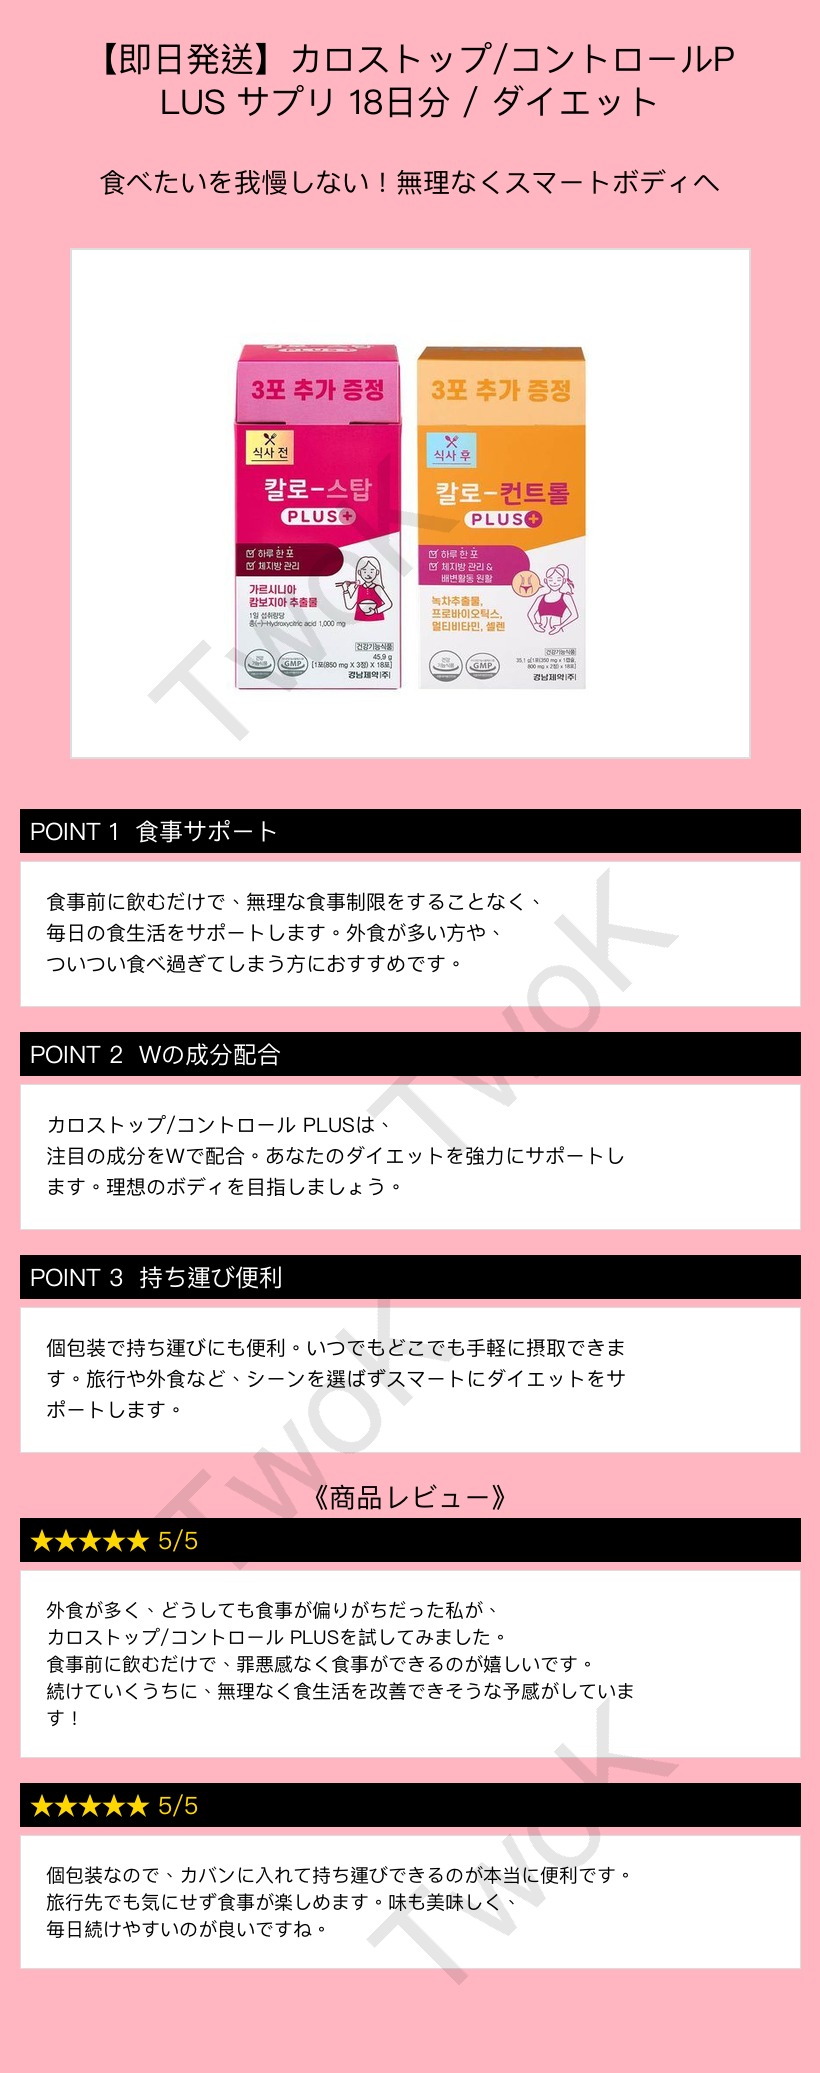 【即日発送】カロストップ/コントロールP
LUS サプリ 18日分 / ダイエット
食べたいを我慢しない！無理なくスマートボディへ
3포 추가 증정
식사 전
칼로-스탑
PLUS+
하루 한 포
체지방 관리
가르시니아
캄보지아 추출물
1일 섭취량당
총(-)-Hydroxycitric acid 1,000 mg
건강기능식품
GMP
45.9 g
[1포(850 mg X 3정) X 18포]
경남제약(주)
3포 추가 증정
식사 후
칼로-컨트롤
PLUS+
하루 한 포
체지방 관리 &
배변활동 원활
녹차추출물,
프로바이오틱스,
멀티비타민, 셀렌
건강기능식품
GMP
35.1 g[1포(350 mg x 1캡슐,
800 mg x 2정) x 18포]
경남제약(주)
TwoK
POINT 1 食事サポート
食事前に飲むだけで、無理な食事制限をすることなく、
毎日の食生活をサポートします。外食が多い方や、
ついつい食べ過ぎてしまう方におすすめです。
TwoK
POINT 2 Wの成分配合
カロストップ/コントロール PLUSは、
注目の成分をWで配合。あなたのダイエットを強力にサポートし
ます。理想のボディを目指しましょう。
POINT 3 持ち運び便利
個包装で持ち運びにも便利。いつでもどこでも手軽に摂取できま
す。旅行や外食など、シーンを選ばずスマートにダイエットをサ
ポートします。
TwoK
《商品レビュー》
★★★★★ 5/5
外食が多く、どうしても食事が偏りがちだった私が、
カロストップ/コントロール PLUSを試してみました。
食事前に飲むだけで、罪悪感なく食事ができるのが嬉しいです。
続けていくうちに、無理なく食生活を改善できそうな予感がしていま
す！
★★★★★ 5/5
個包装なので、カバンに入れて持ち運びできるのが本当に便利です。
旅行先でも気にせず食事が楽しめます。味も美味しく、
毎日続けやすいのが良いですね。
TwoK